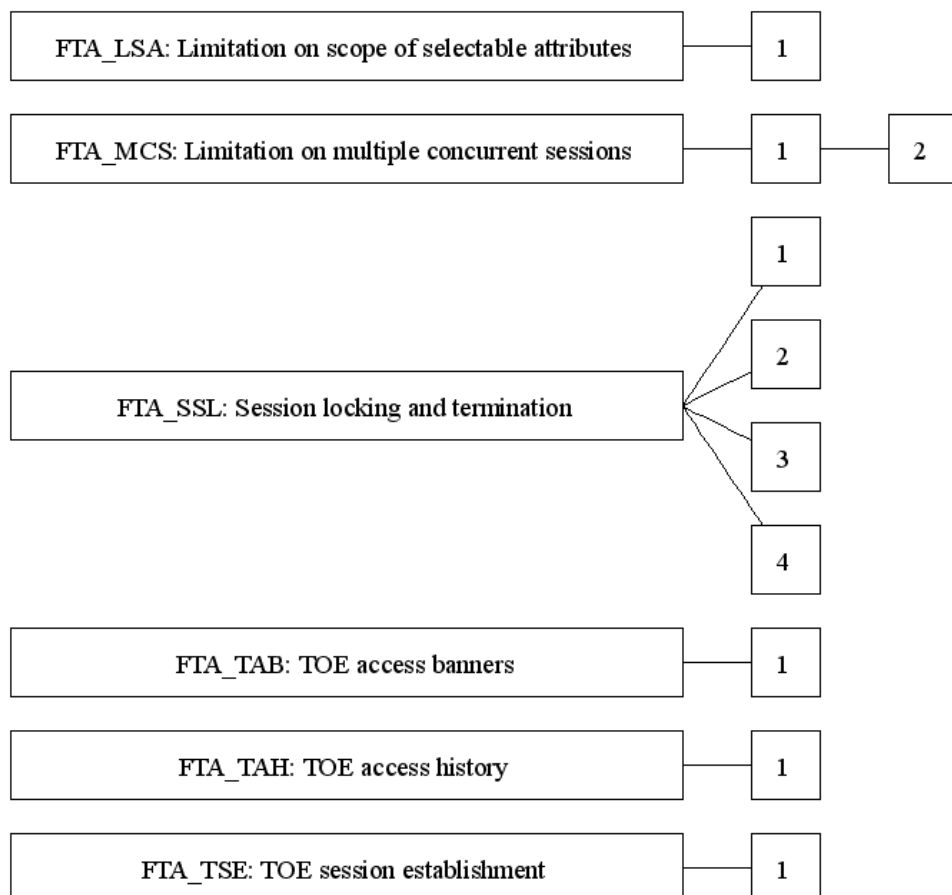 FTA_LSA: Limitation on scope of selectable attributes 1
FTA_MCS: Limitation on multiple concurrent sessions 1 2
1
2
FTA_SSL: Session locking and termination
3
4
FTA_TAB: TOE access banners 1
FTA_TAH: TOE access history 1
FTA_TSE: TOE session establishment 1